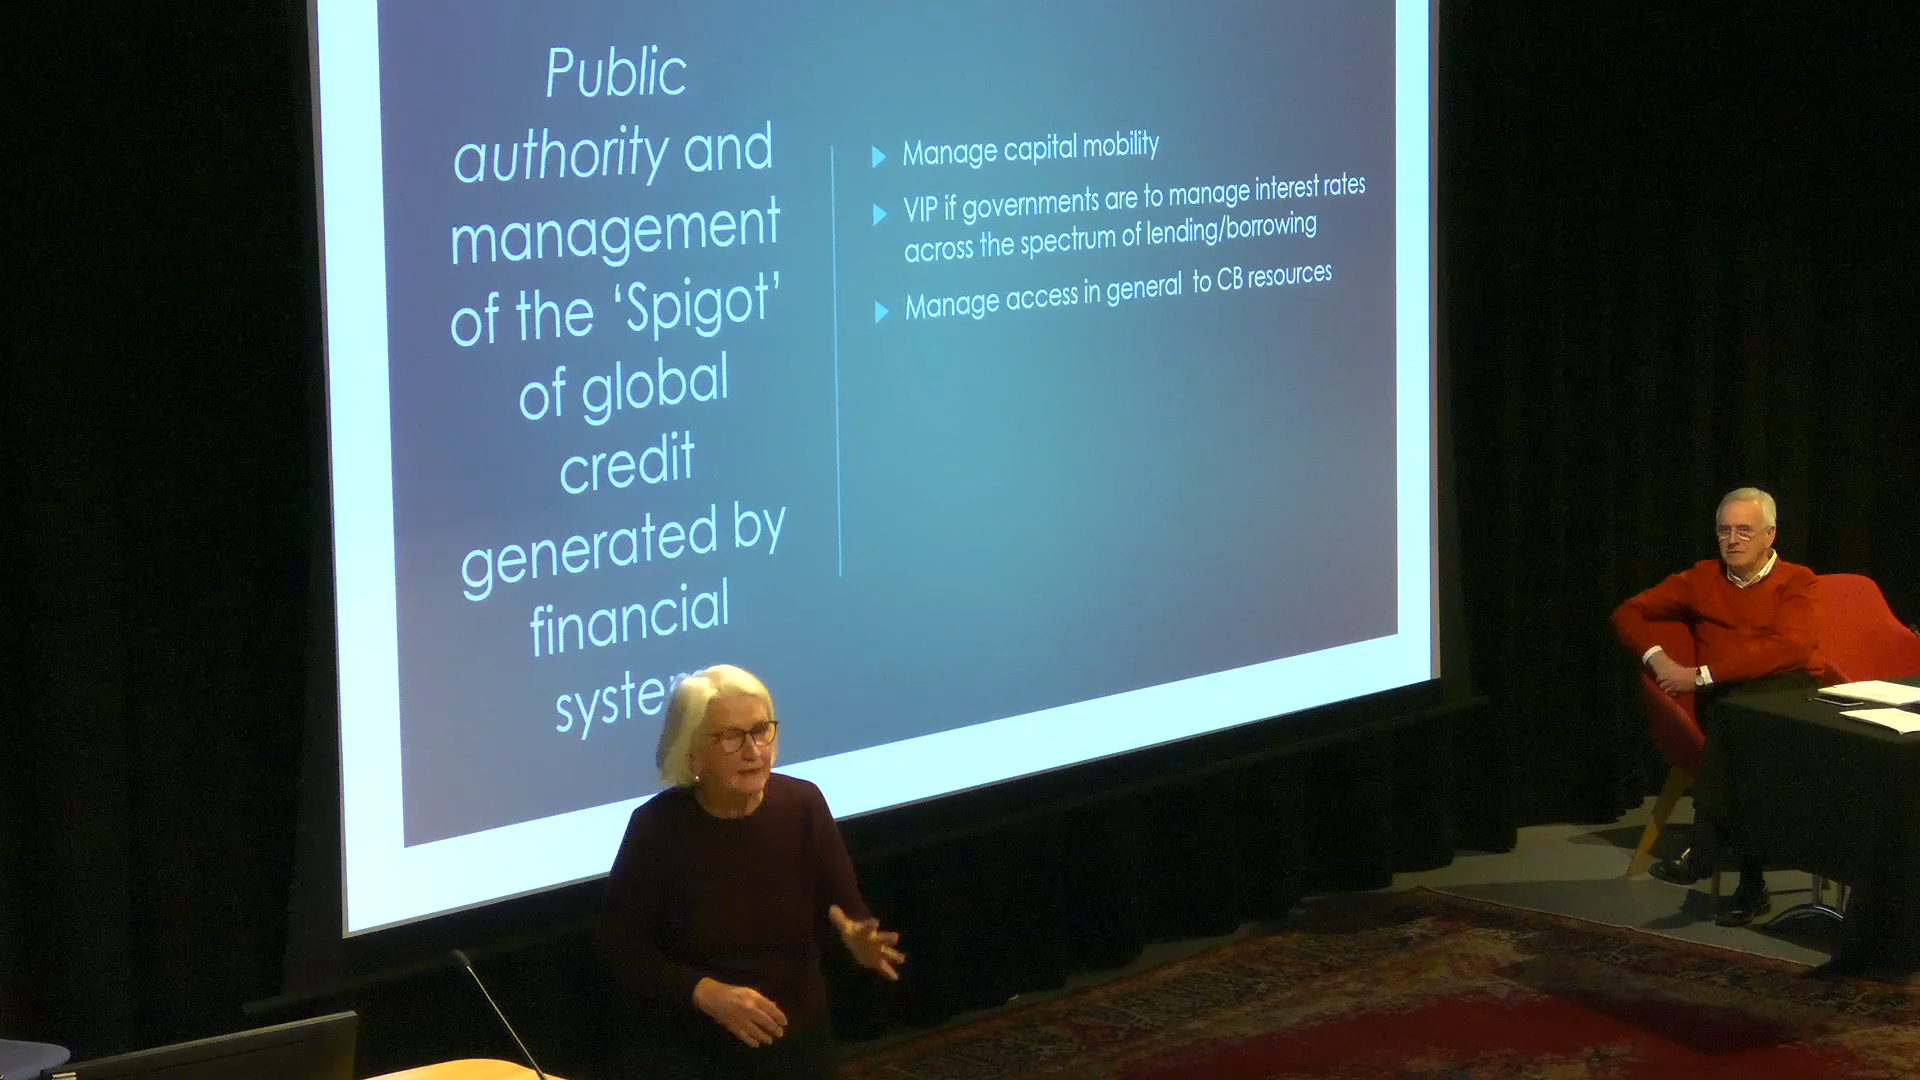 Public
authority and
management
of the ‘Spigot’
of global
credit
generated by
financial
Manage capital mobility
VIP if governments are to manage interest rates
across the spectrum of lending/borrowing
Manage access in general to CB resources